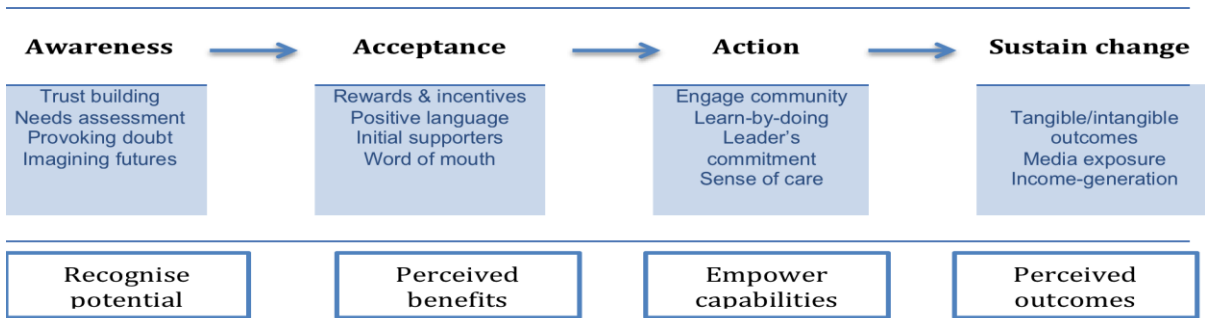 Awareness
Acceptance
Action
Sustain change
Trust building
Needs assessment
Provoking doubt
Imagining futures
Rewards & incentives
Positive language
Initial supporters
Word of mouth
Engage community
Learn-by-doing
Leader's
commitment
Sense of care
Tangible/intangible
outcomes
Media exposure
Income-generation
Recognise
potential
Perceived
benefits
Empower
capabilities
Perceived
outcomes